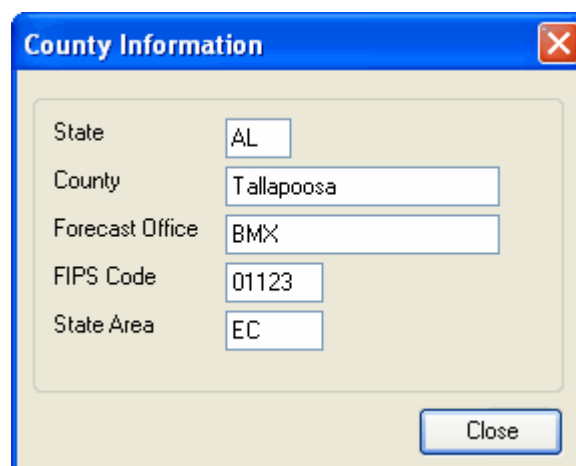 County Information
State AL
County Tallapoosa
Forecast Office BMX
FIPS Code 01123
State Area EC
Close